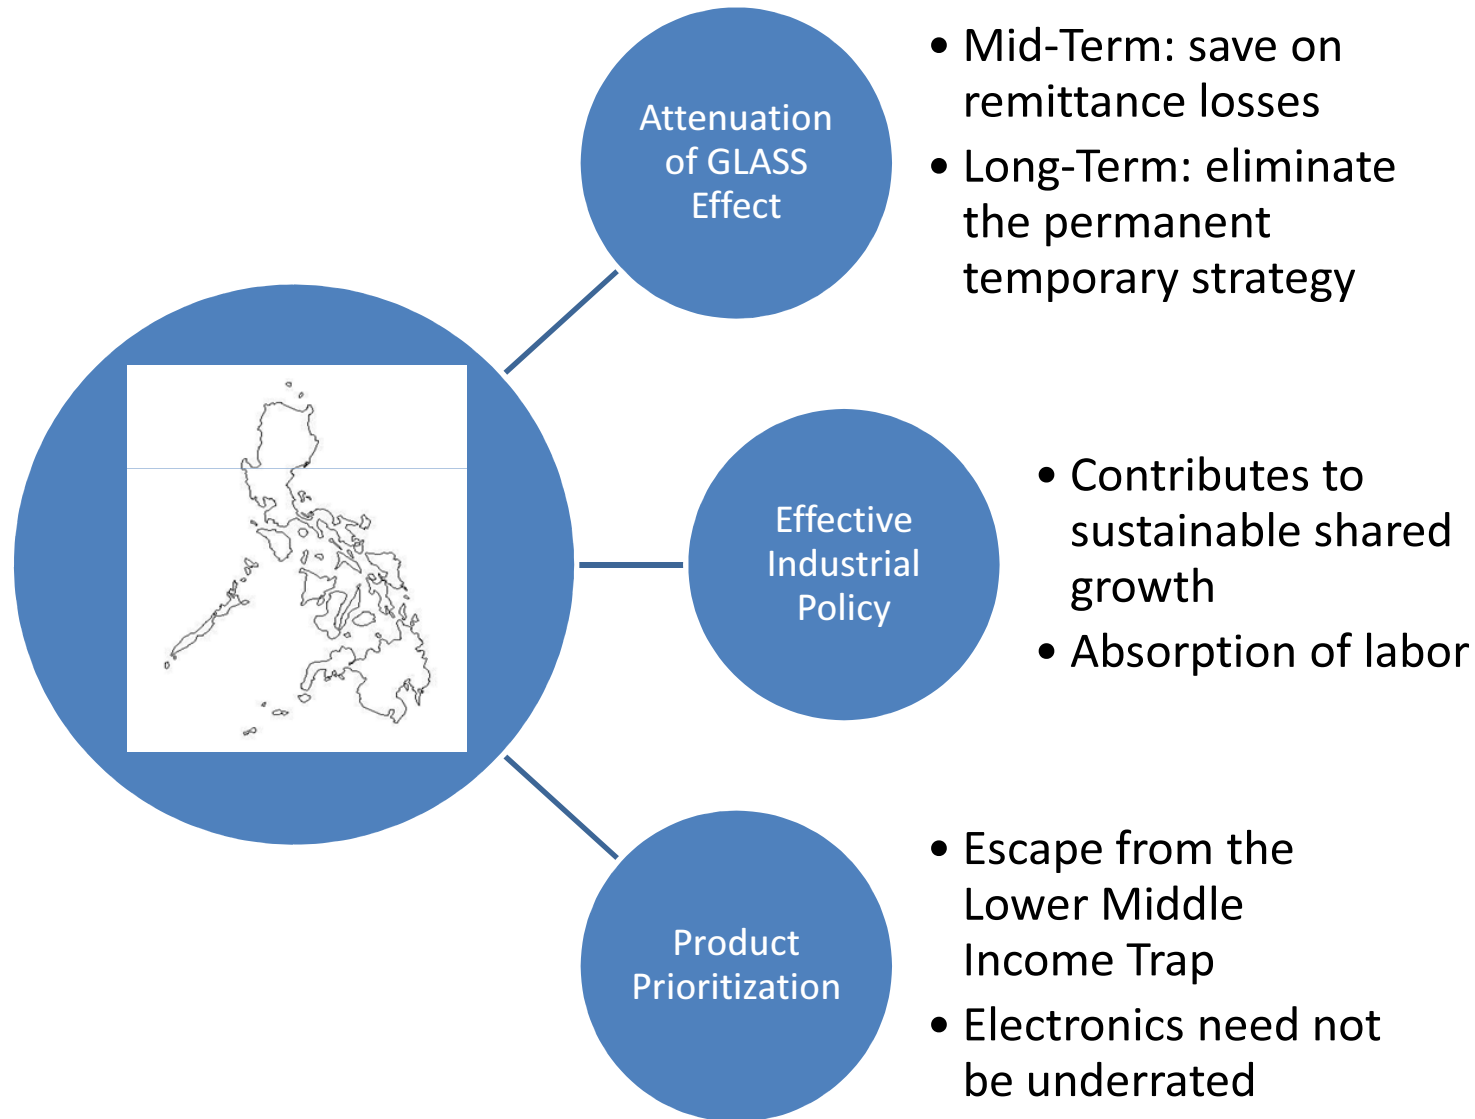 Attenuation
of GLASS
Effect
• Mid-Term: save on
remittance losses
• Long-Term: eliminate
the permanent
temporary strategy
Effective
Industrial
Policy
• Contributes to
sustainable shared
growth
• Absorption of labor
Product
Prioritization
• Escape from the
Lower Middle
Income Trap
• Electronics need not
be underrated